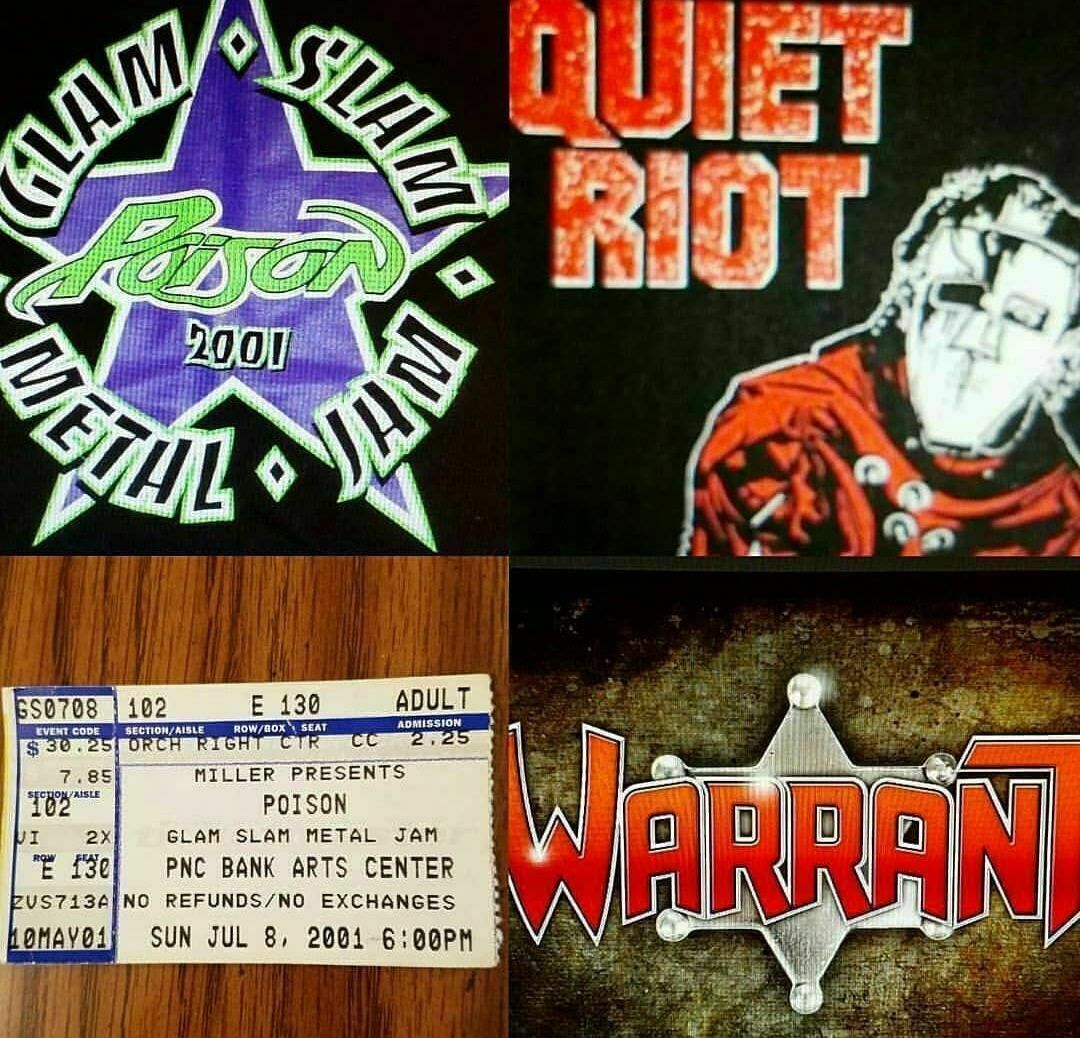 GLAM · SLAM
Poison
2001
METAL · JAM
QUIET
RIOT
GS0708 102 E 130 ADULT
EVENT CODE SECTION/AISLE ROW/BOX SEAT ADMISSION
$ 30.25 ORCH RIGHT CTR CC 2.25
7.85 MILLER PRESENTS
SECTION/AISLE
102 POISON
VI 2X GLAM SLAM METAL JAM
ROW SEAT
E 130 PNC BANK ARTS CENTER
ZVS713A NO REFUNDS/NO EXCHANGES
10MAY01 SUN JUL 8, 2001 6:00PM
WARRANT